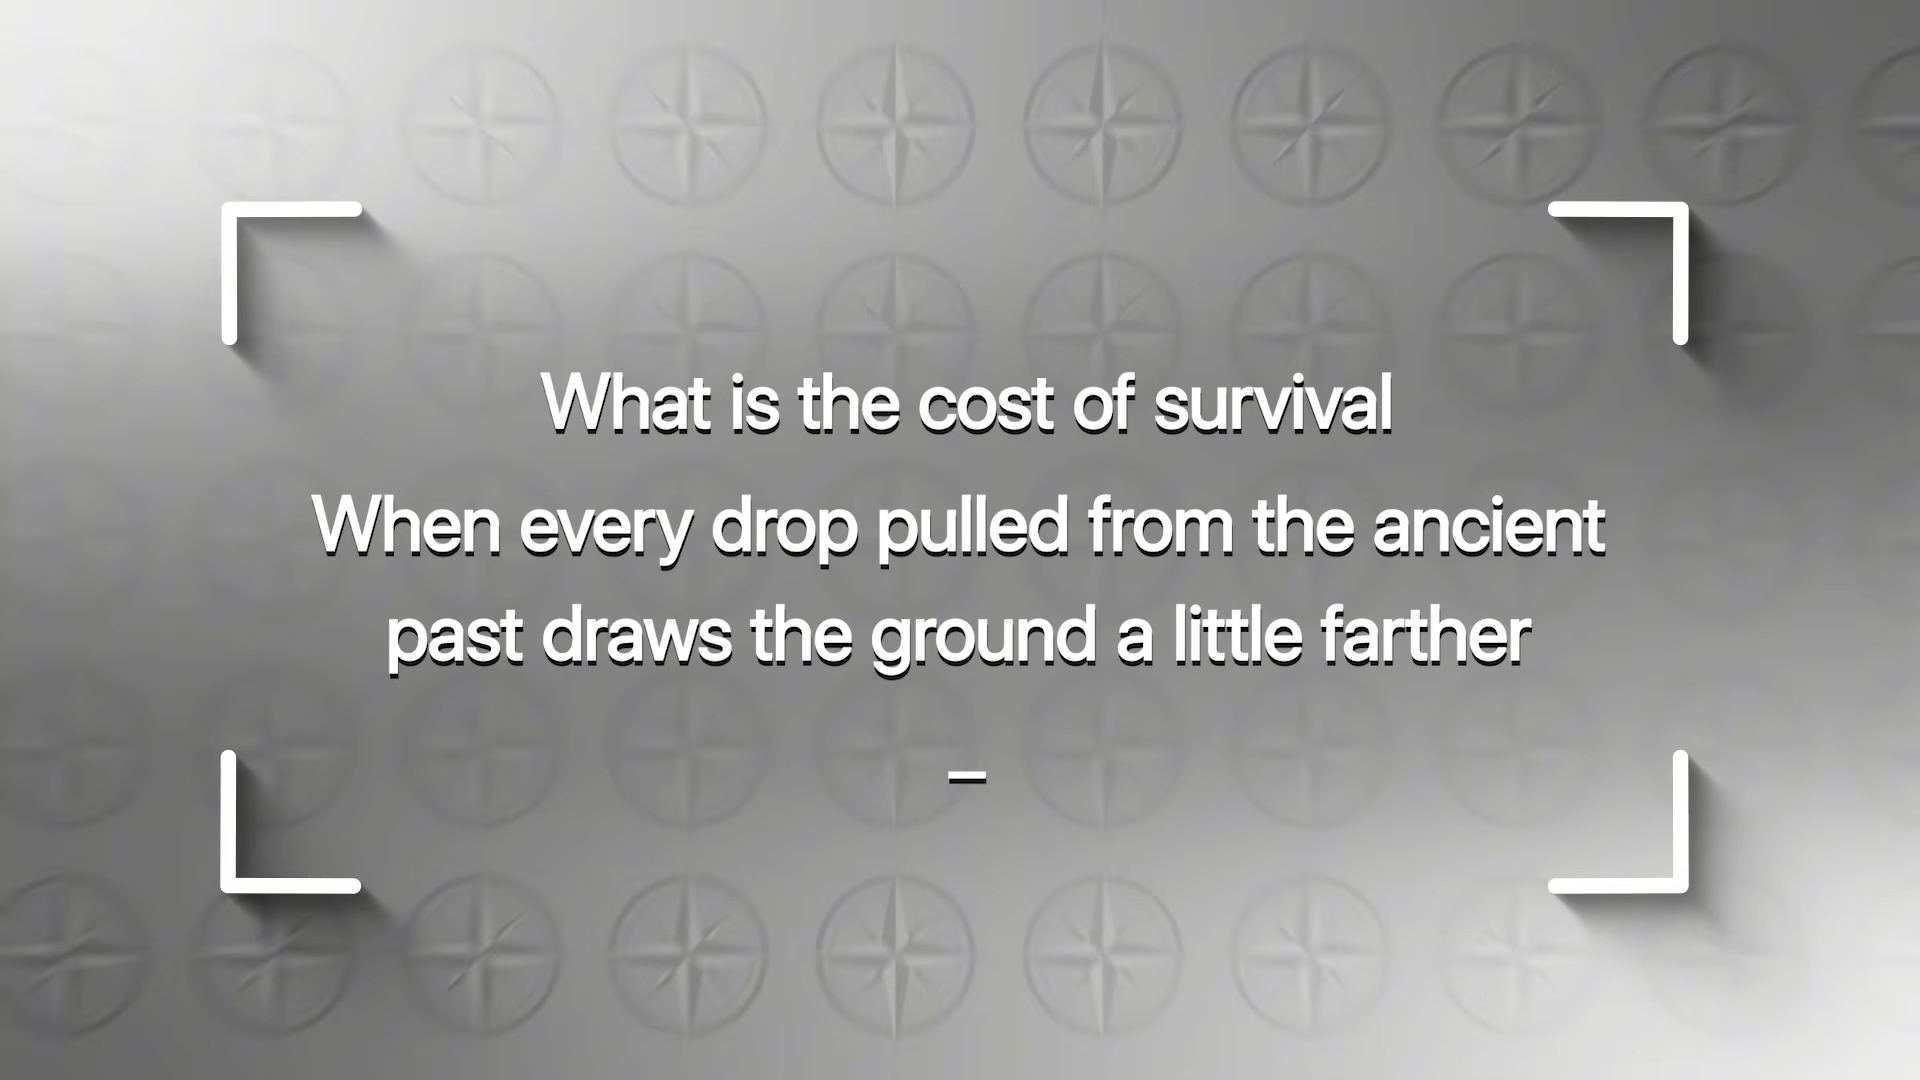 What is the cost of survival
When every drop pulled from the ancient
past draws the ground a little farther
–